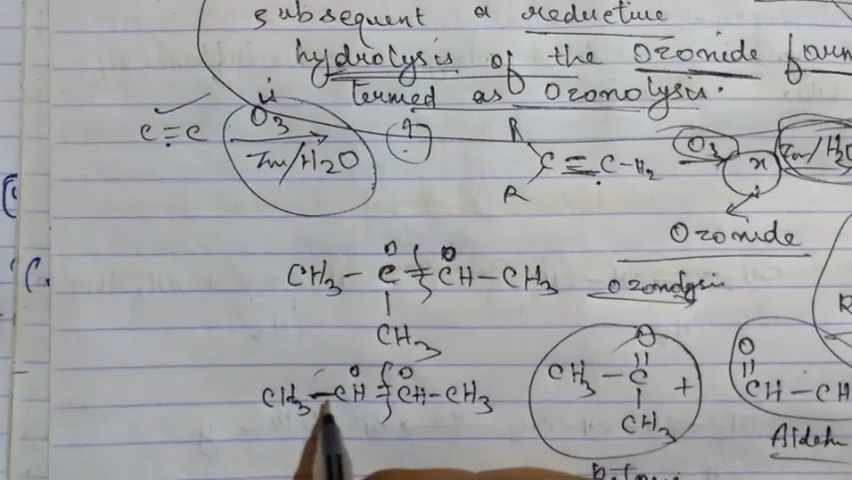 subsequent a reductive
hydrolysis of the Ozonide form
termed as Ozonolysis.
C=C
i, O3
Zn/H2O
?
R
R
C = C-H2
O3
x
Zn/H2O
Ozonide
Ozonolysis
O O
CH3 - C = CH - CH3
CH3
O O
CH3 - CH = CH - CH3
O
CH3 - C +
CH3
O
CH - CH
Aldeh
R